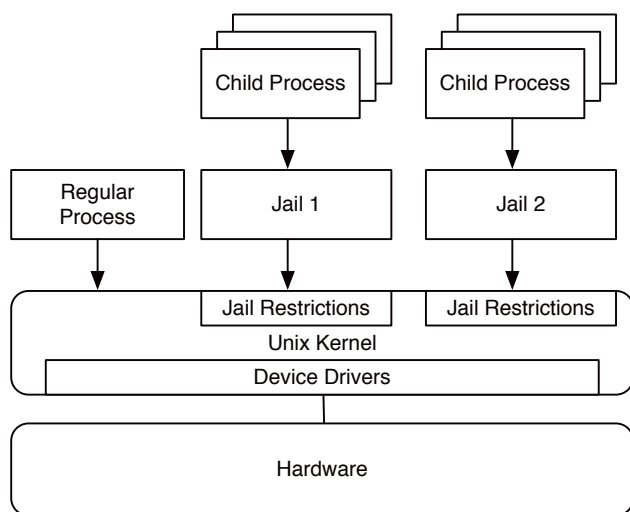 Child Process
Child Process
Regular
Process
Jail 1
Jail 2
Jail Restrictions
Jail Restrictions
Unix Kernel
Device Drivers
Hardware